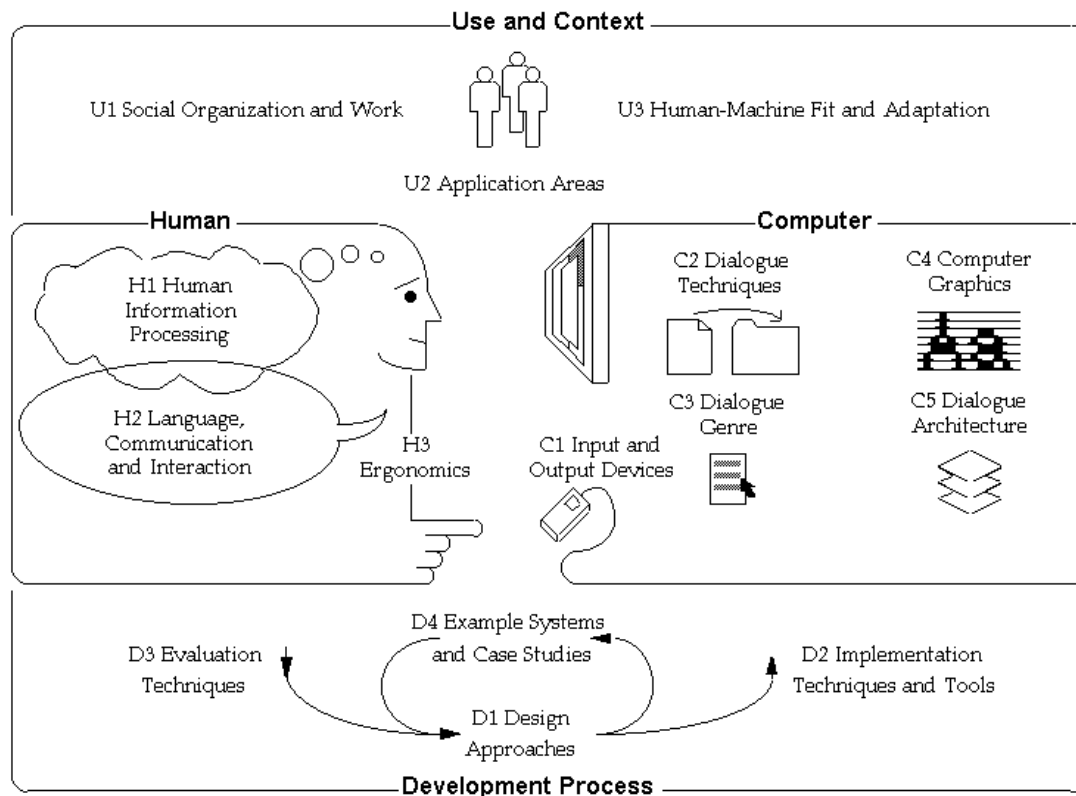 Use and Context
U1 Social Organization and Work
U3 Human-Machine Fit and Adaptation
U2 Application Areas
Human
H1 Human
Information
Processing
H2 Language,
Communication
and Interaction
H3
Ergonomics
Computer
C1 Input and
Output Devices
C2 Dialogue
Techniques
C3 Dialogue
Genre
C4 Computer
Graphics
C5 Dialogue
Architecture
D3 Evaluation
Techniques
D4 Example Systems
and Case Studies
D1 Design
Approaches
D2 Implementation
Techniques and Tools
Development Process